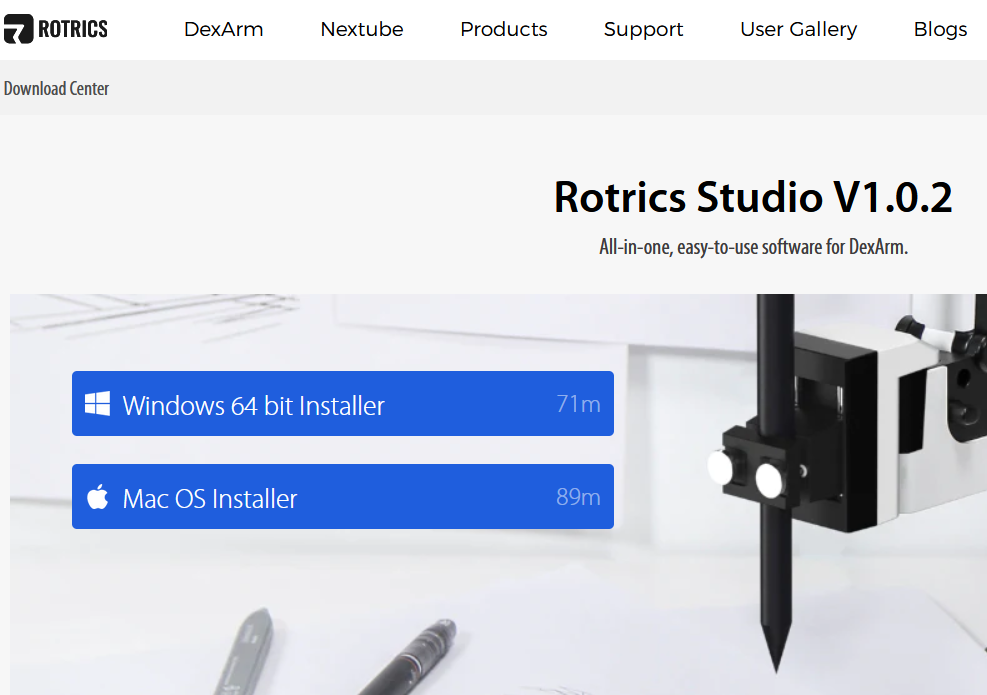 ROTRICS
DexArm
Nextube
Products
Support
User Gallery
Blogs
Download Center
Rotrics Studio V1.0.2
All-in-one, easy-to-use software for DexArm.
Windows 64 bit Installer
71m
Mac OS Installer
89m